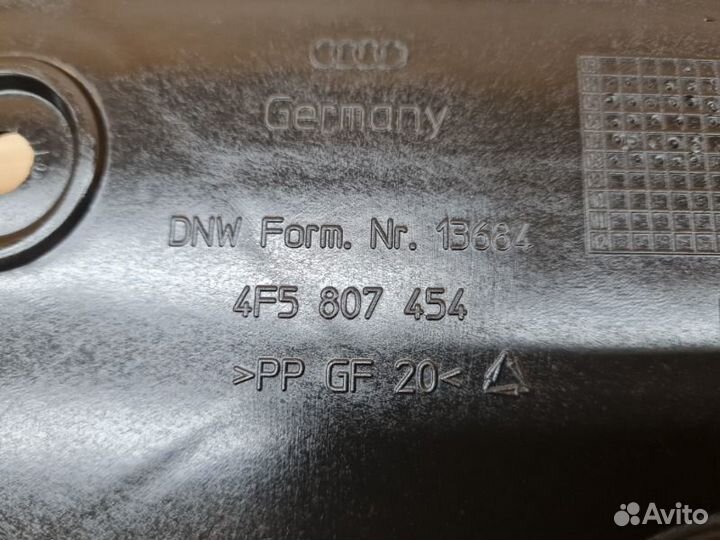 Germany
DNW Form. Nr. 13684
4F5 807 454
>PP GF 20<
Avito